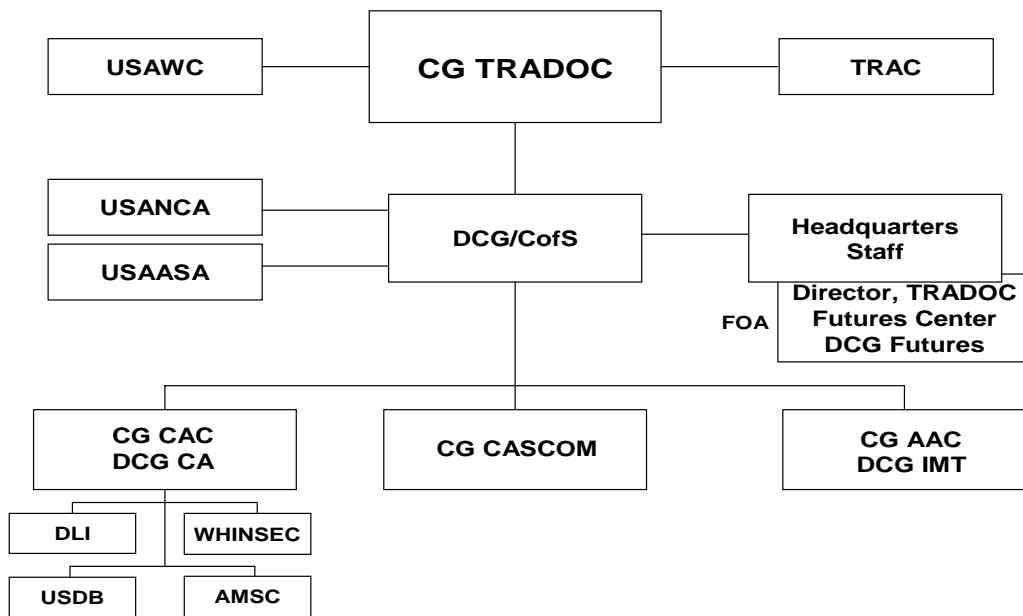 USAWC
CG TRADOC
TRAC
USANCA
USAASA
DCG/CofS
Headquarters
Staff
FOA
Director, TRADOC
Futures Center
DCG Futures
CG CAC
DCG CA
CG CASCOM
CG AAC
DCG IMT
DLI
WHINSEC
USDB
AMSC